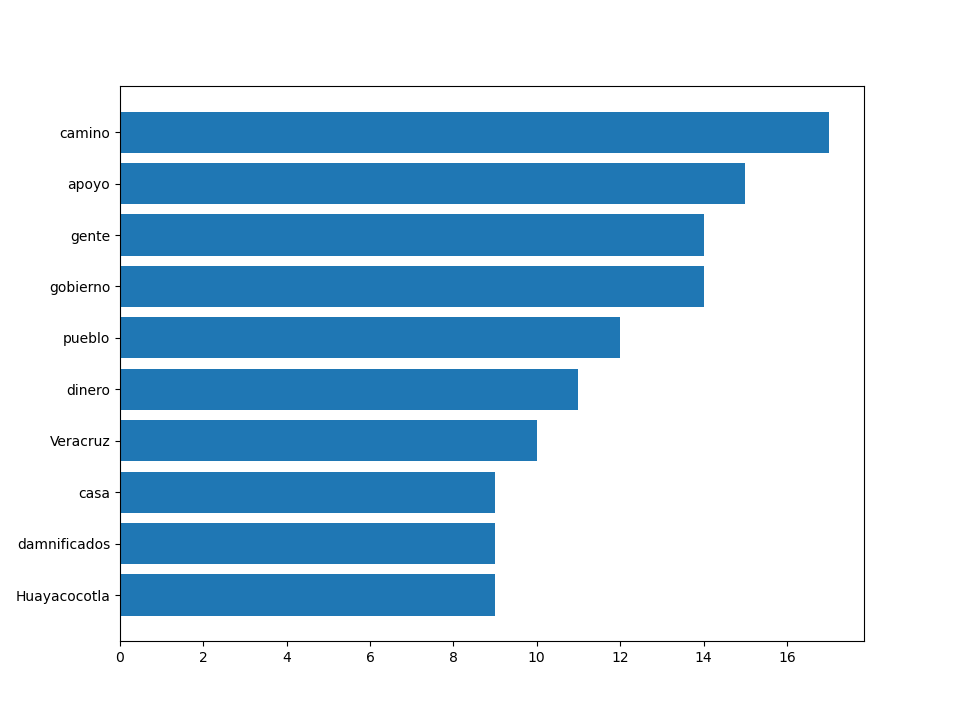 camino
apoyo
gente
gobierno
pueblo
dinero
Veracruz
casa
damnificados
Huayacocotla
0 2 4 6 8 10 12 14 16